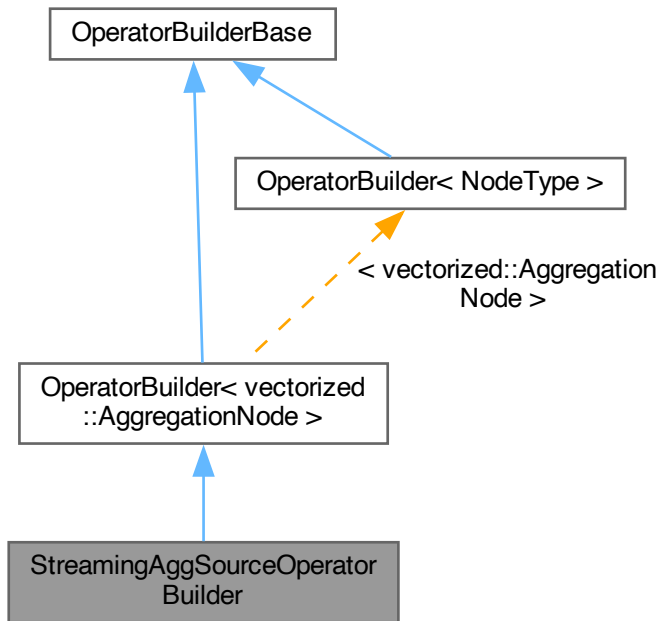 OperatorBuilderBase
OperatorBuilder< NodeType >
< vectorized::Aggregation
Node >
OperatorBuilder< vectorized
::AggregationNode >
StreamingAggSourceOperator
Builder